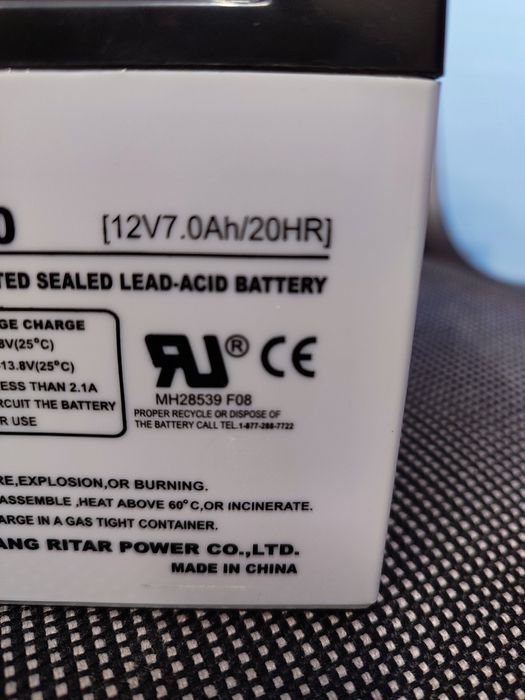 0 [12V7.0Ah/20HR]
TED SEALED LEAD-ACID BATTERY
GE CHARGE
8V(25°C)
-13.8V(25°C)
ESS THAN 2.1A
RCUIT THE BATTERY
R USE
RU® CE
MH28539 F08
PROPER RECYCLE OR DISPOSE OF
THE BATTERY CALL TEL.1-877-288-7722
RE,EXPLOSION,OR BURNING.
ASSEMBLE ,HEAT ABOVE 60°C,OR INCINERATE.
ARGE IN A GAS TIGHT CONTAINER.
ANG RITAR POWER CO.,LTD.
MADE IN CHINA